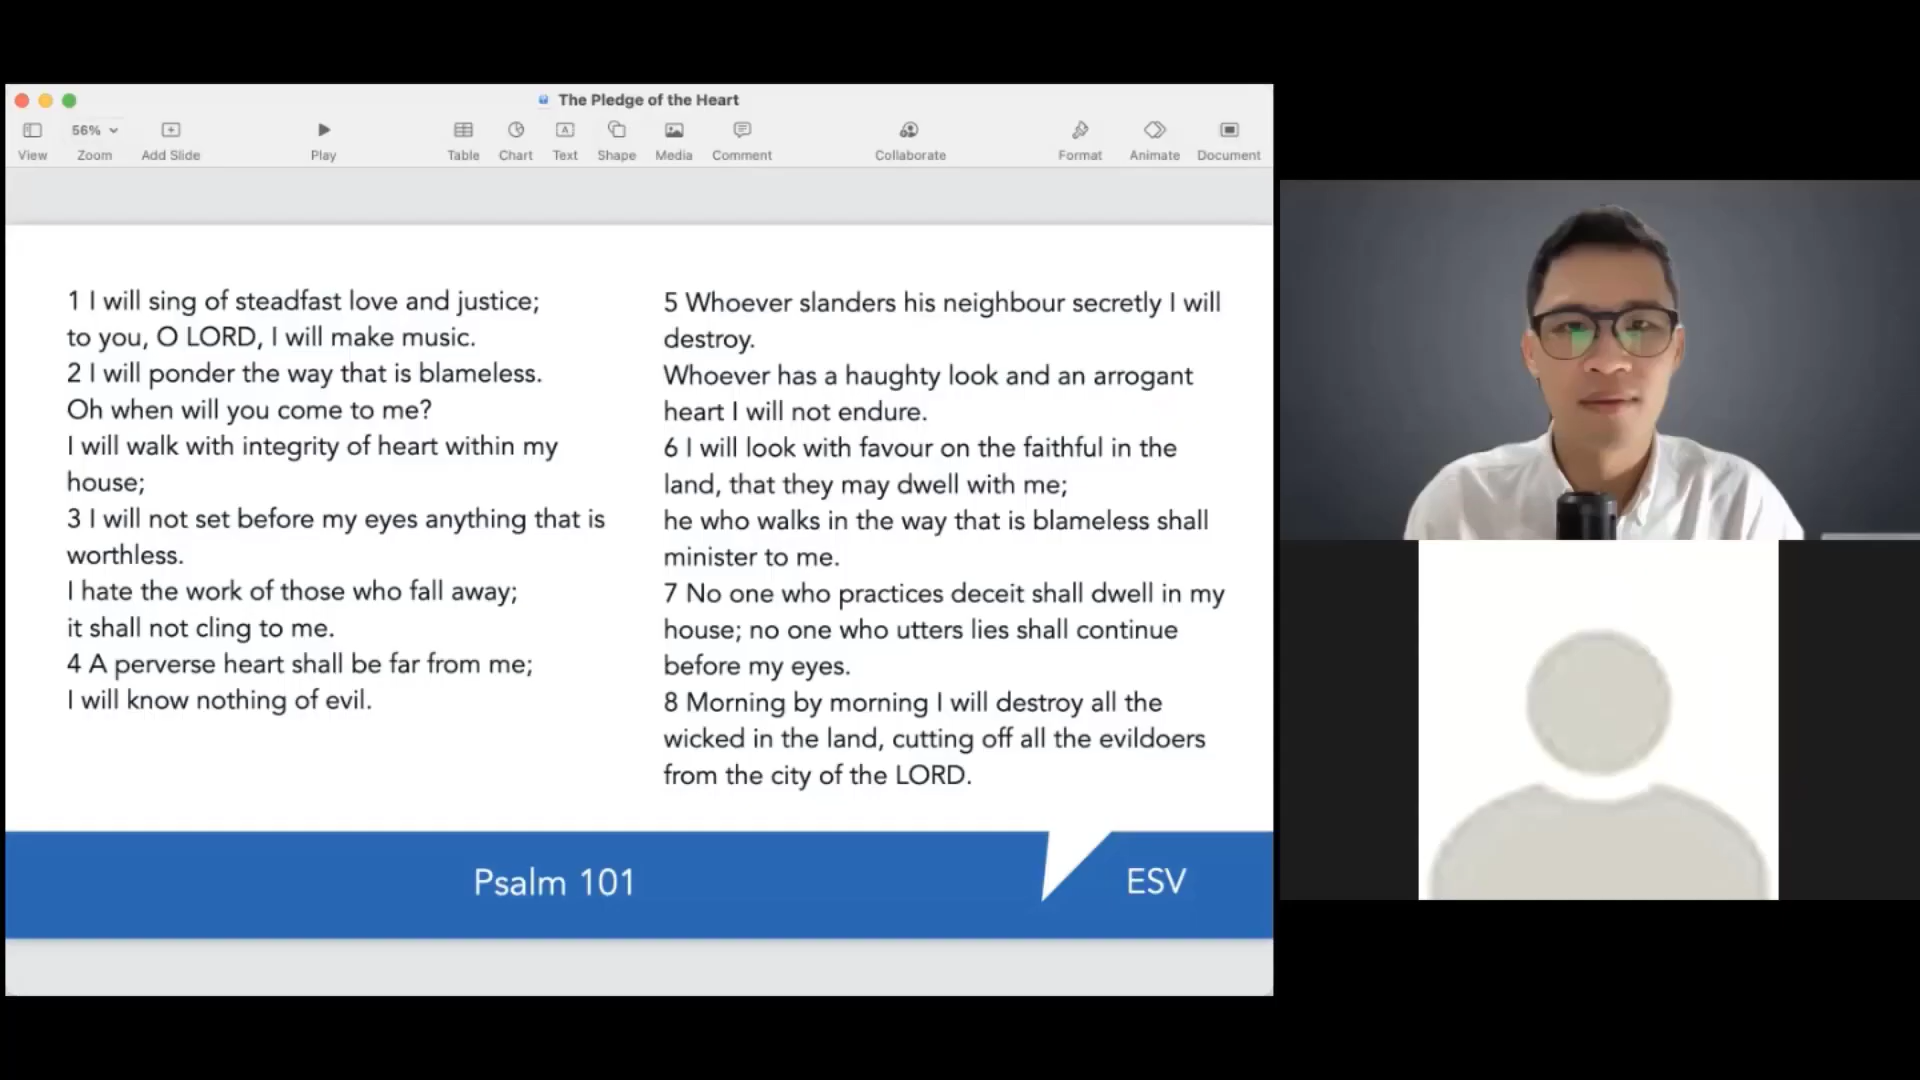 The Pledge of the Heart
56%
View
Zoom
Add Slide
Play
Table
Chart
Text
Shape
Media
Comment
Collaborate
Format
Animate
Document
1 I will sing of steadfast love and justice;
to you, O LORD, I will make music.
2 I will ponder the way that is blameless.
Oh when will you come to me?
I will walk with integrity of heart within my
house;
3 I will not set before my eyes anything that is
worthless.
I hate the work of those who fall away;
it shall not cling to me.
4 A perverse heart shall be far from me;
I will know nothing of evil.
5 Whoever slanders his neighbour secretly I will
destroy.
Whoever has a haughty look and an arrogant
heart I will not endure.
6 I will look with favour on the faithful in the
land, that they may dwell with me;
he who walks in the way that is blameless shall
minister to me.
7 No one who practices deceit shall dwell in my
house; no one who utters lies shall continue
before my eyes.
8 Morning by morning I will destroy all the
wicked in the land, cutting off all the evildoers
from the city of the LORD.
Psalm 101
ESV